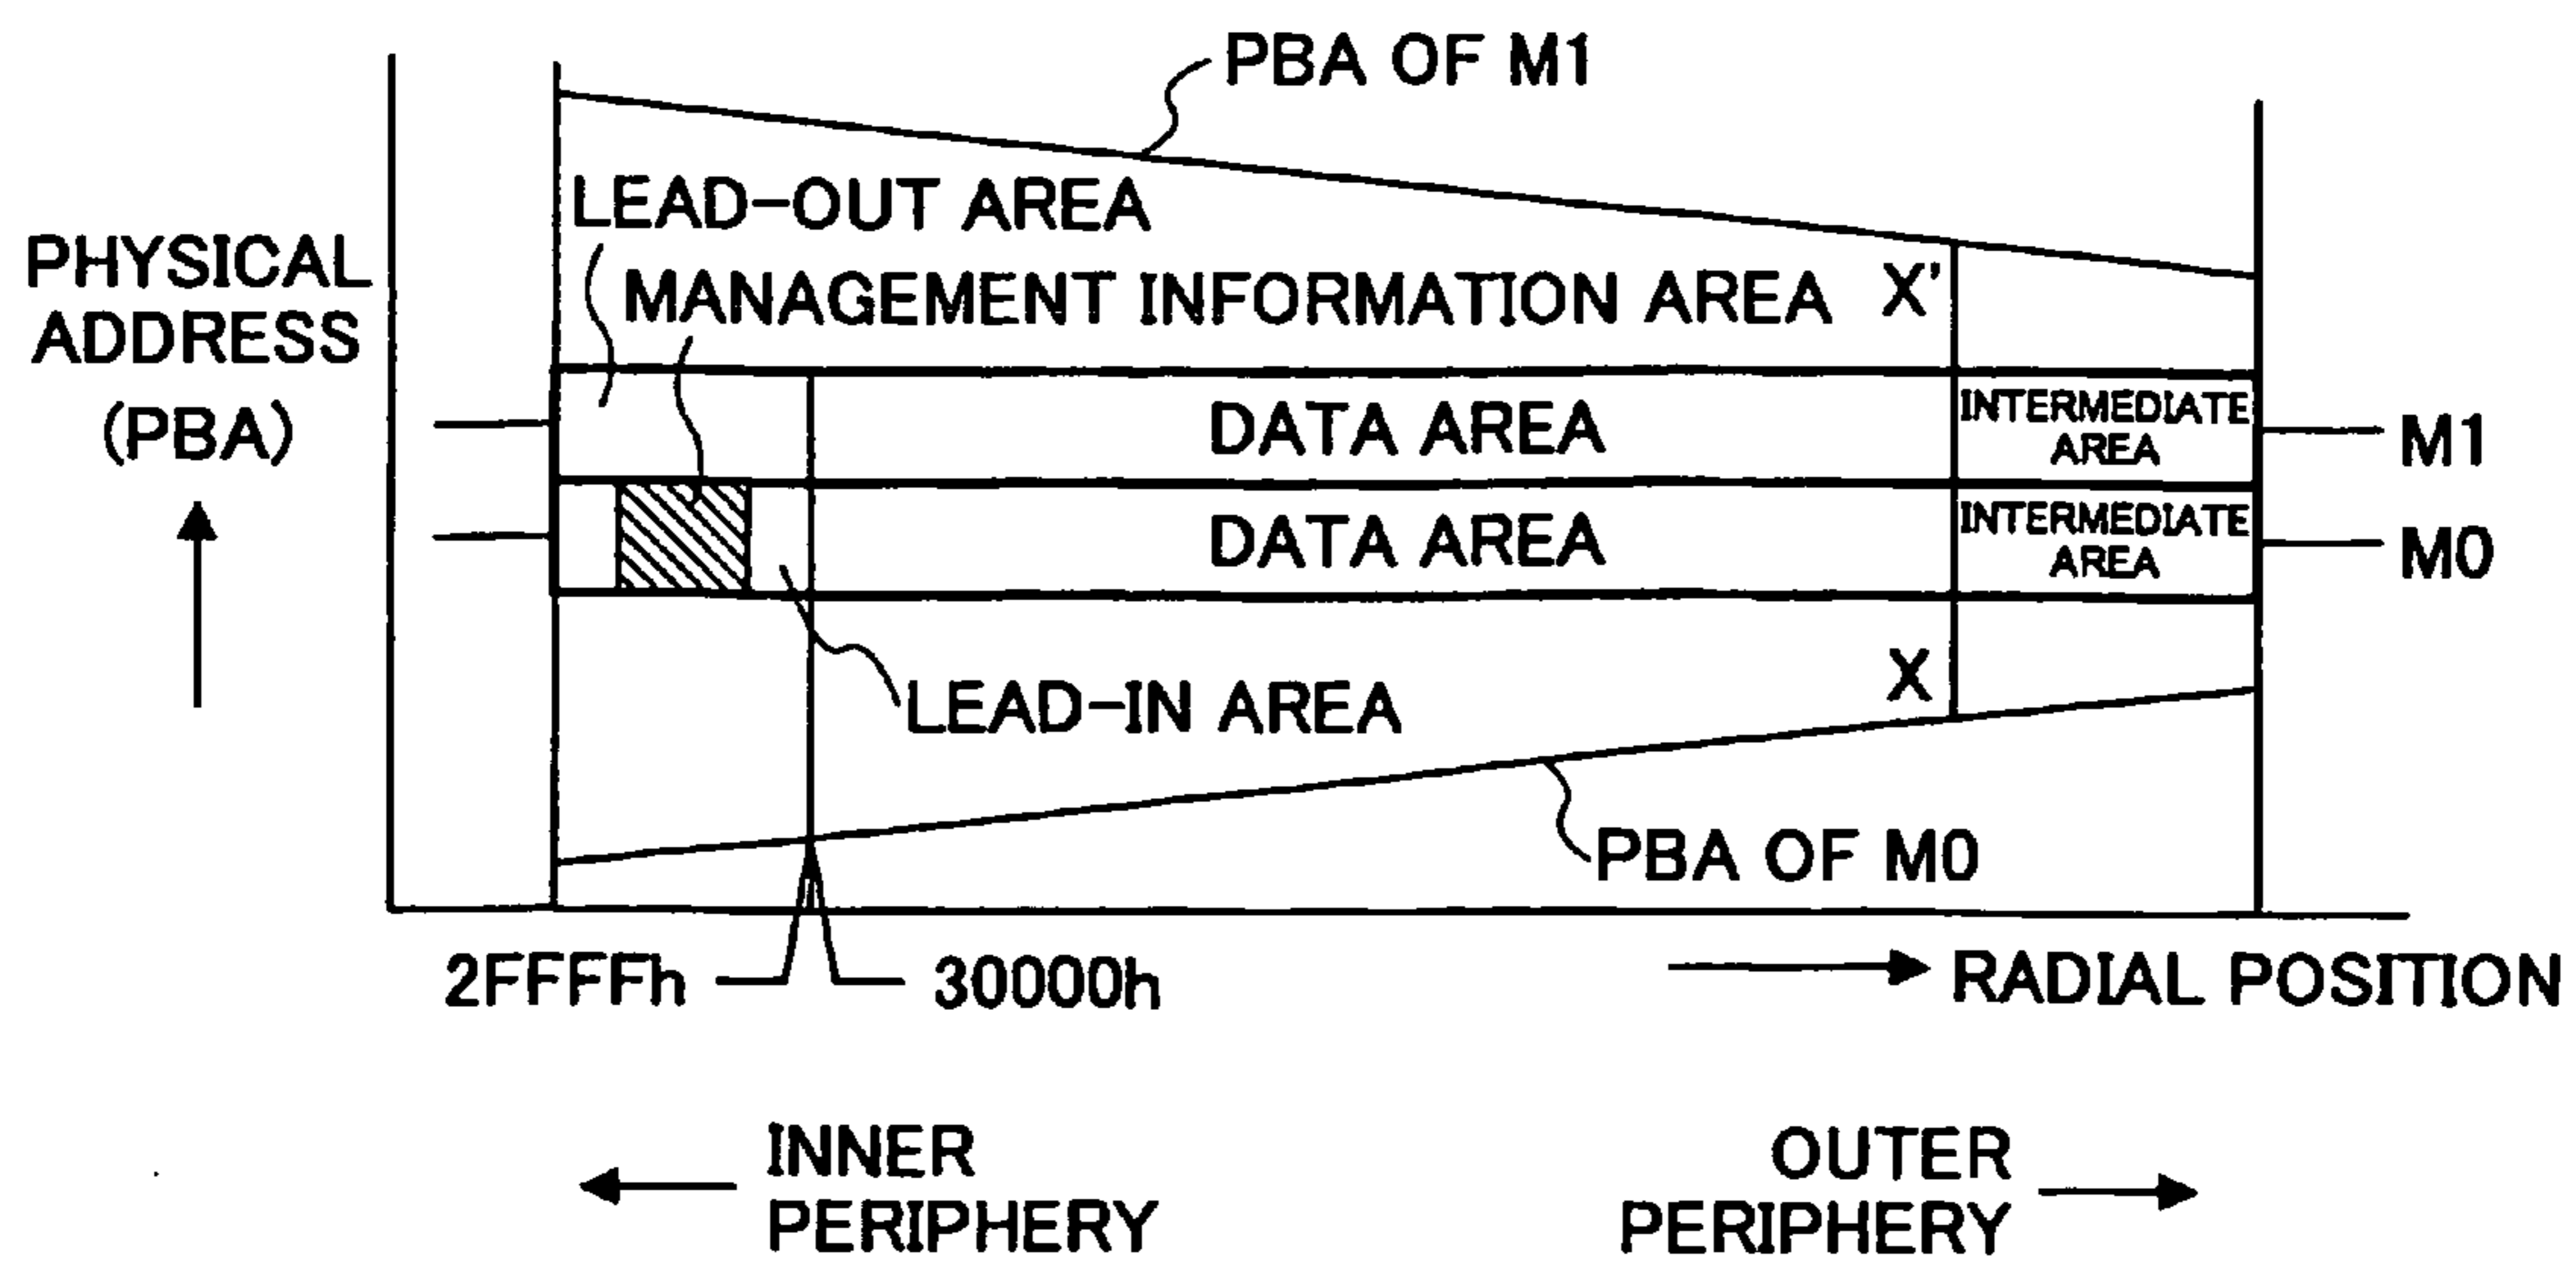 PBA OF M1
LEAD-OUT AREA
MANAGEMENT INFORMATION AREA
X'
PHYSICAL
ADDRESS
(PBA)
DATA AREA
INTERMEDIATE
AREA
M1
DATA AREA
INTERMEDIATE
AREA
M0
X
LEAD-IN AREA
PBA OF M0
2FFFFh
30000h
RADIAL POSITION
INNER
PERIPHERY
OUTER
PERIPHERY